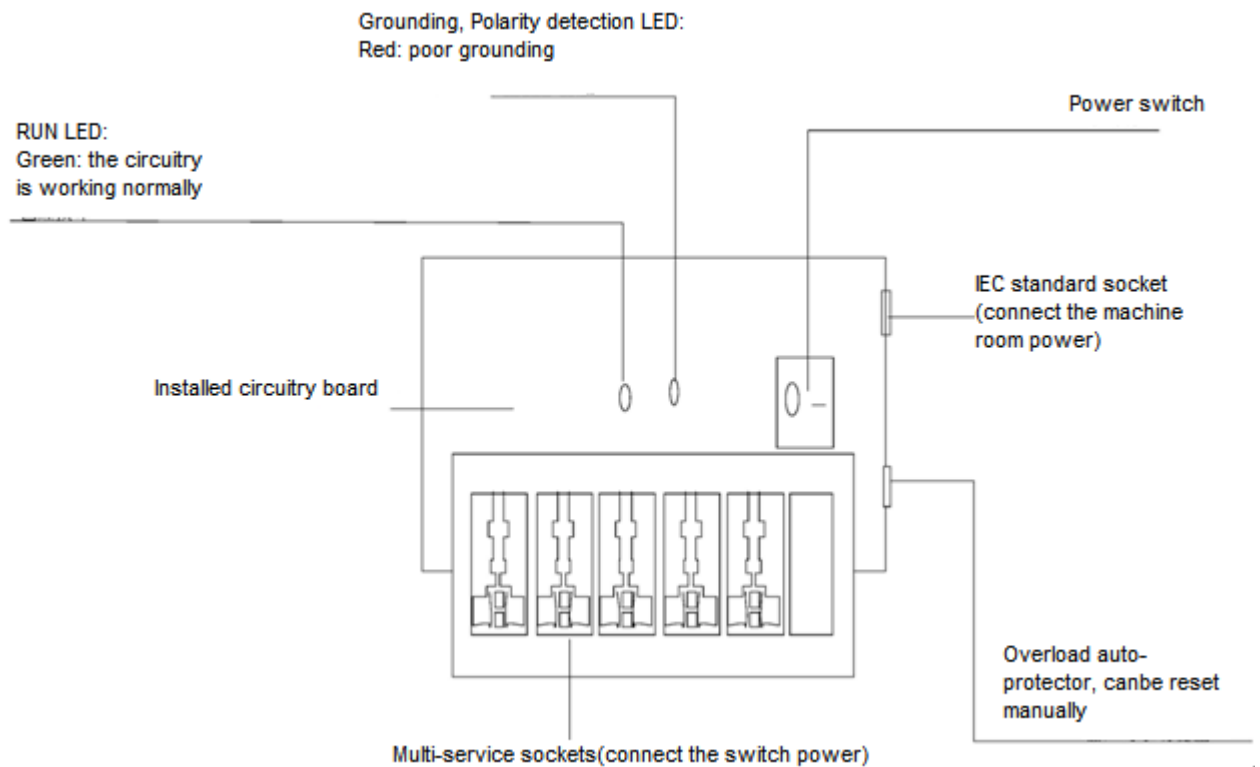 Grounding, Polarity detection LED:
Red: poor grounding
Power switch
RUN LED:
Green: the circuitry
is working normally
IEC standard socket
(connect the machine
room power)
Installed circuitry board
Overload auto-
protector, canbe reset
manually
Multi-service sockets(connect the switch power)